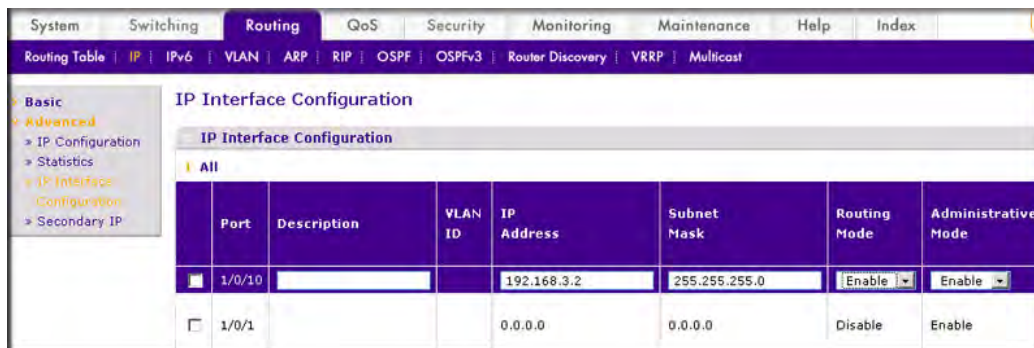 System Switching Routing QoS Security Monitoring Maintenance Help Index
Routing Table | IP | IPv6 | VLAN | ARP | RIP | OSPF | OSPFv3 | Router Discovery | VRRP | Multicast
Basic
Advanced
» IP Configuration
» Statistics
» IP Interface
Configuration
» Secondary IP
IP Interface Configuration
IP Interface Configuration
All
Port Description VLAN ID IP Address Subnet Mask Routing Mode Administrative Mode
1/0/10 192.168.3.2 255.255.255.0 Enable Enable
1/0/1 0.0.0.0 0.0.0.0 Disable Enable